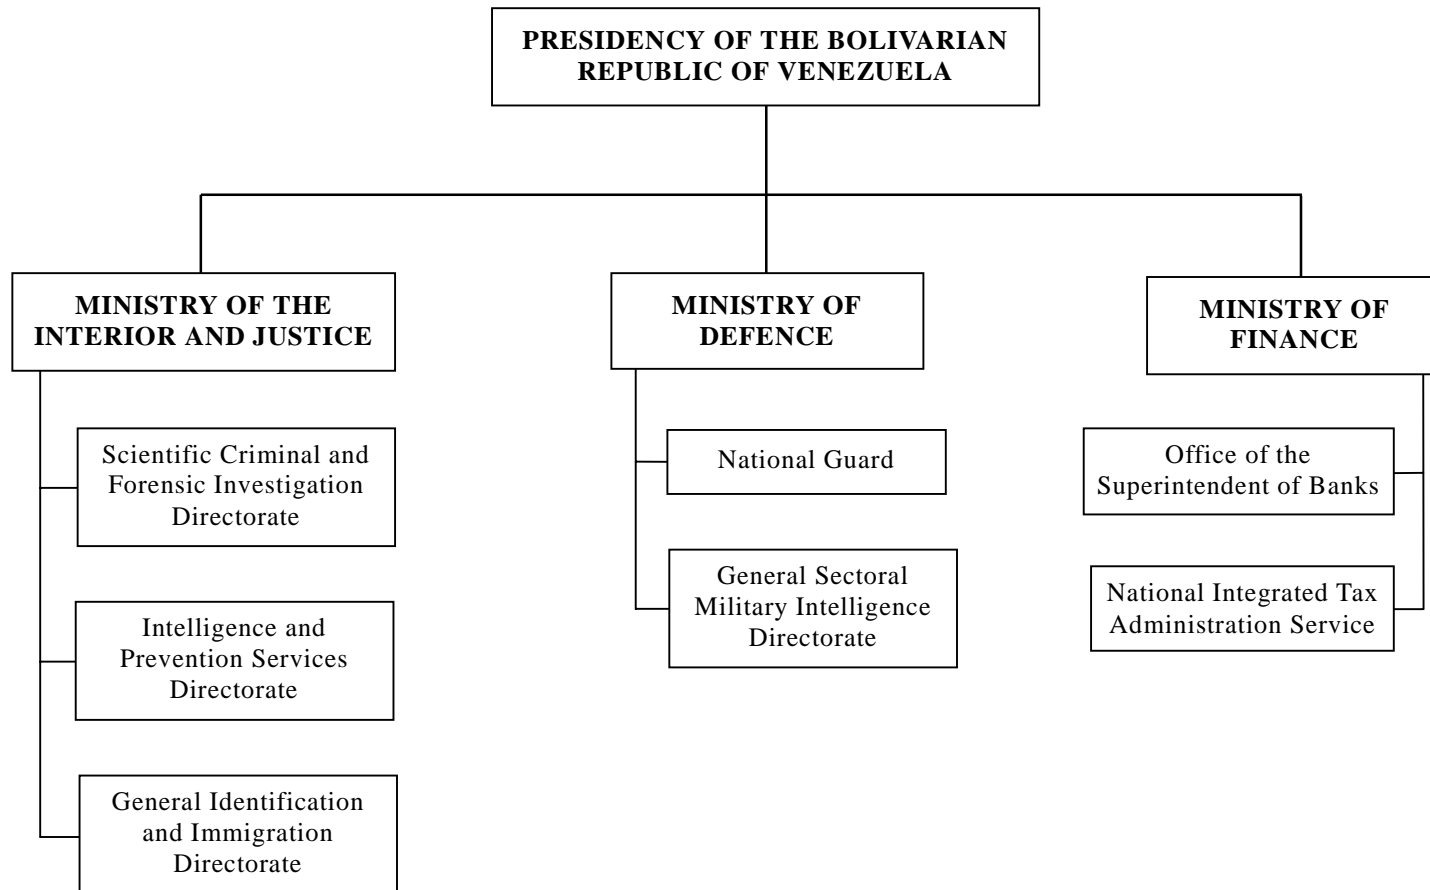 PRESIDENCY OF THE BOLIVARIAN
REPUBLIC OF VENEZUELA
MINISTRY OF THE
INTERIOR AND JUSTICE
MINISTRY OF
DEFENCE
MINISTRY OF
FINANCE
Scientific Criminal and
Forensic Investigation
Directorate
National Guard
Office of the
Superintendent of Banks
Intelligence and
Prevention Services
Directorate
General Sectoral
Military Intelligence
Directorate
National Integrated Tax
Administration Service
General Identification
and Immigration
Directorate